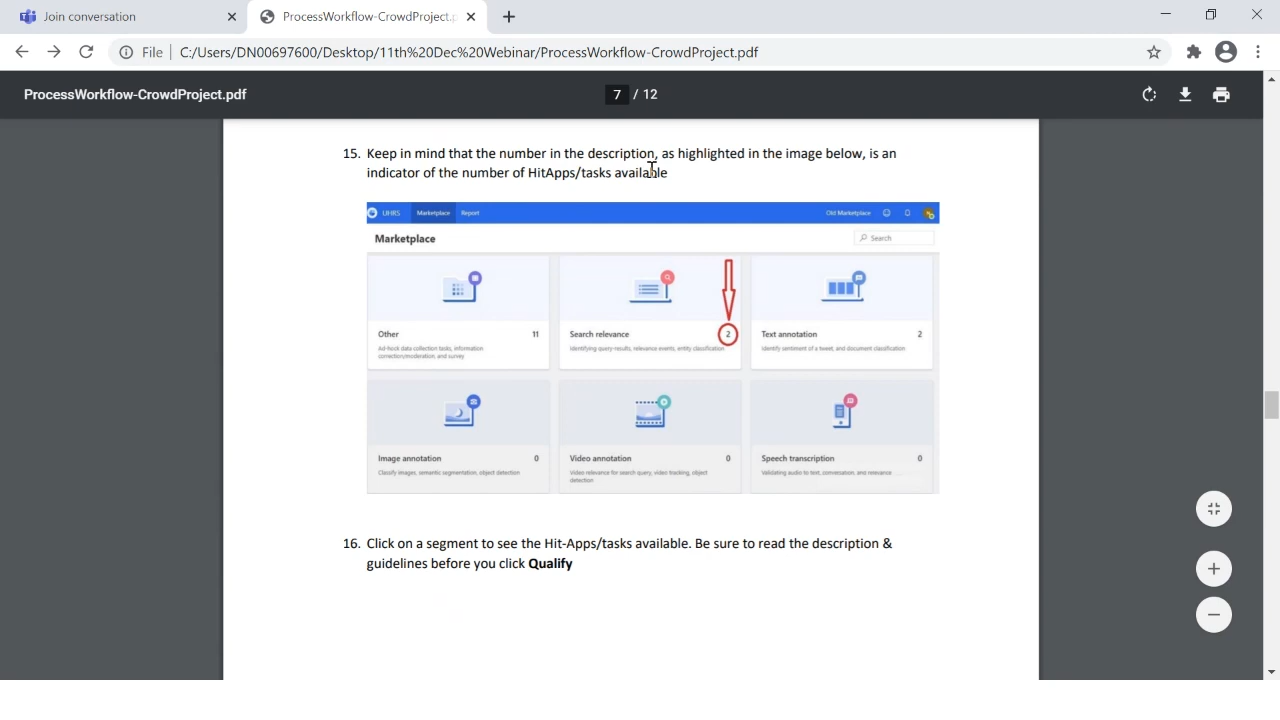 Join conversation
ProcessWorkflow-CrowdProject.p
File
C:/Users/DN00697600/Desktop/11th%20Dec%20Webinar/ProcessWorkflow-CrowdProject.pdf
ProcessWorkflow-CrowdProject.pdf
7 / 12
15. Keep in mind that the number in the description, as highlighted in the image below, is an
indicator of the number of HitApps/tasks available
UHRS Marketplace Report Old Marketplace
Marketplace
Search
Other 11
Ad-hock data collection tasks, information
correction/moderation, and survey
Search relevance 2
Identifying query-results, relevance events, entity classification
Text annotation 2
Identify sentiment of a tweet, and document classification
Image annotation 0
Classify images, semantic segmentation, object detection
Video annotation 0
Video relevance for search query, video tracking, object
detection
Speech transcription 0
Validating audio to text, conversation, and relevance
16. Click on a segment to see the Hit-Apps/tasks available. Be sure to read the description &
guidelines before you click Qualify